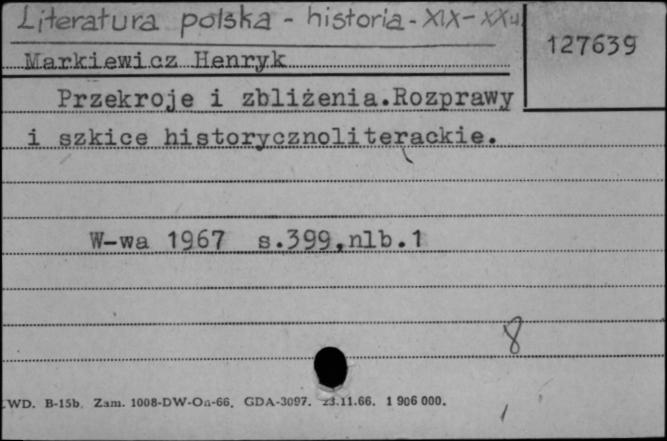 Literatura polska - historia - XIX-XXw
127639
Markiewicz Henryk
Przekroje i zbliżenia.Rozprawy
i szkice historycznoliterackie.
W-wa 1967 s.399,nlb.1
8
WD. B-15b. Zam. 1008-DW-On-66. GDA-3097. 23.11.66. 1 906 000.